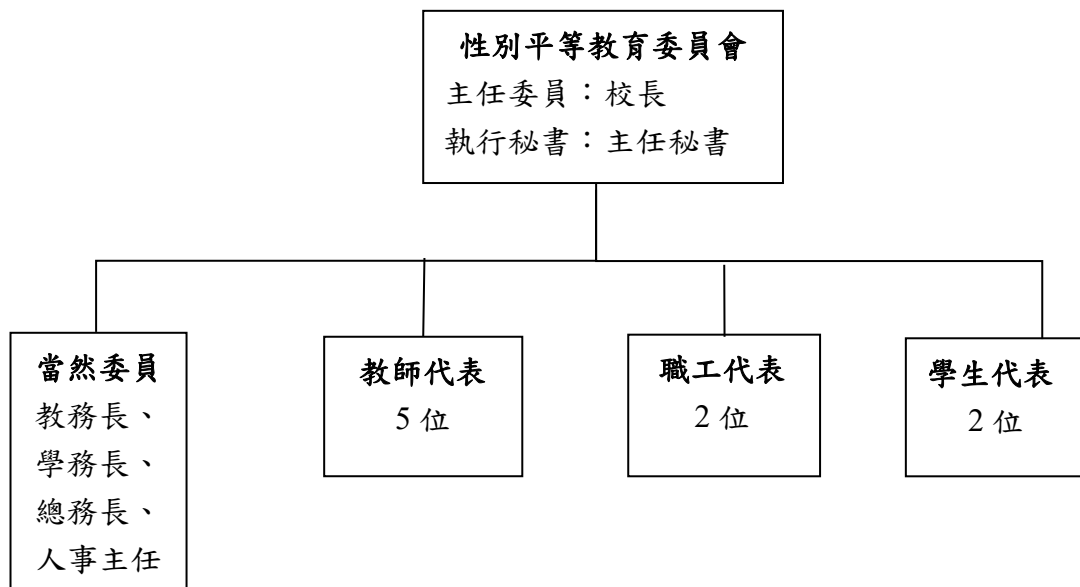 性別平等教育委員會
主任委員：校長
執行秘書：主任秘書
當然委員
教務長、
學務長、
總務長、
人事主任
教師代表
5 位
職工代表
2 位
學生代表
2 位